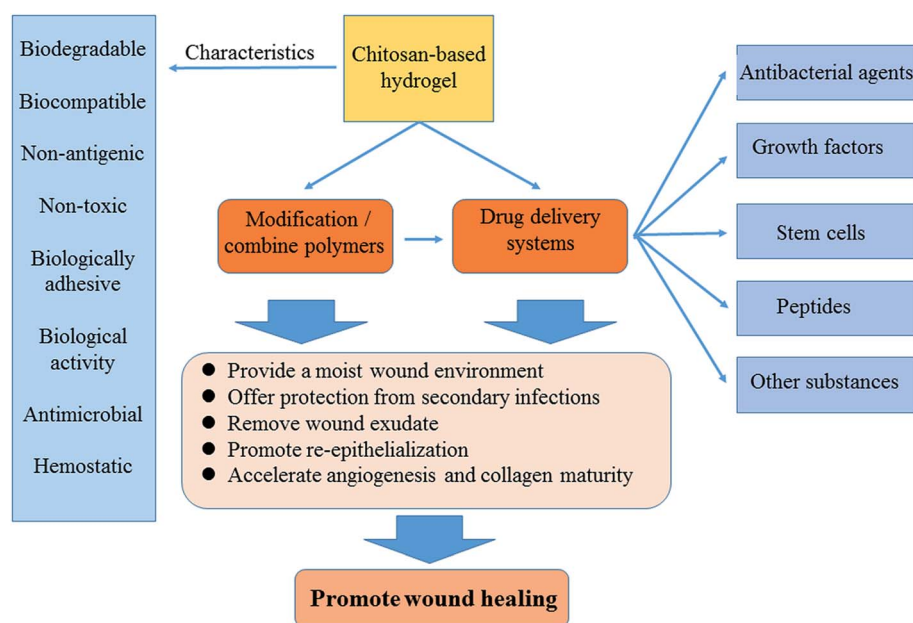 Biodegradable
Biocompatible
Non-antigenic
Non-toxic
Biologically
adhesive
Biological
activity
Antimicrobial
Hemostatic
Characteristics
Chitosan-based
hydrogel
Modification /
combine polymers
Drug delivery
systems
Antibacterial agents
Growth factors
Stem cells
Peptides
Other substances
● Provide a moist wound environment
● Offer protection from secondary infections
● Remove wound exudate
● Promote re-epithelialization
● Accelerate angiogenesis and collagen maturity
Promote wound healing